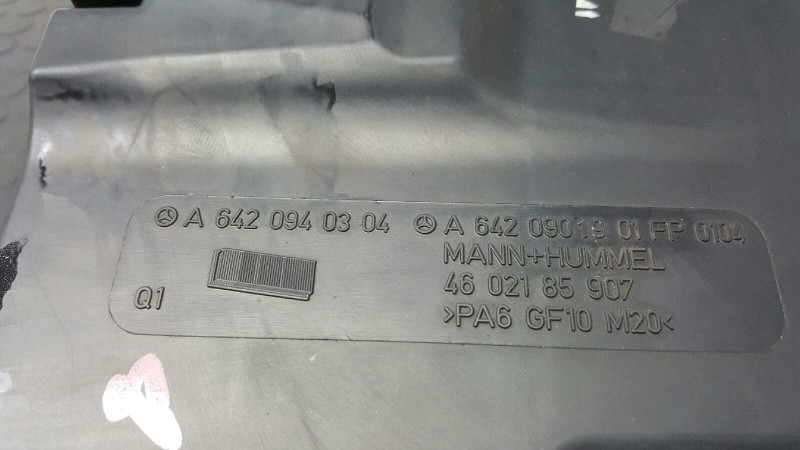 A 642 094 03 04
A 642 090 19 01 FF 0104
MANN+HUMMEL
46 021 85 907
>PA6 GF10 M20<
Q1